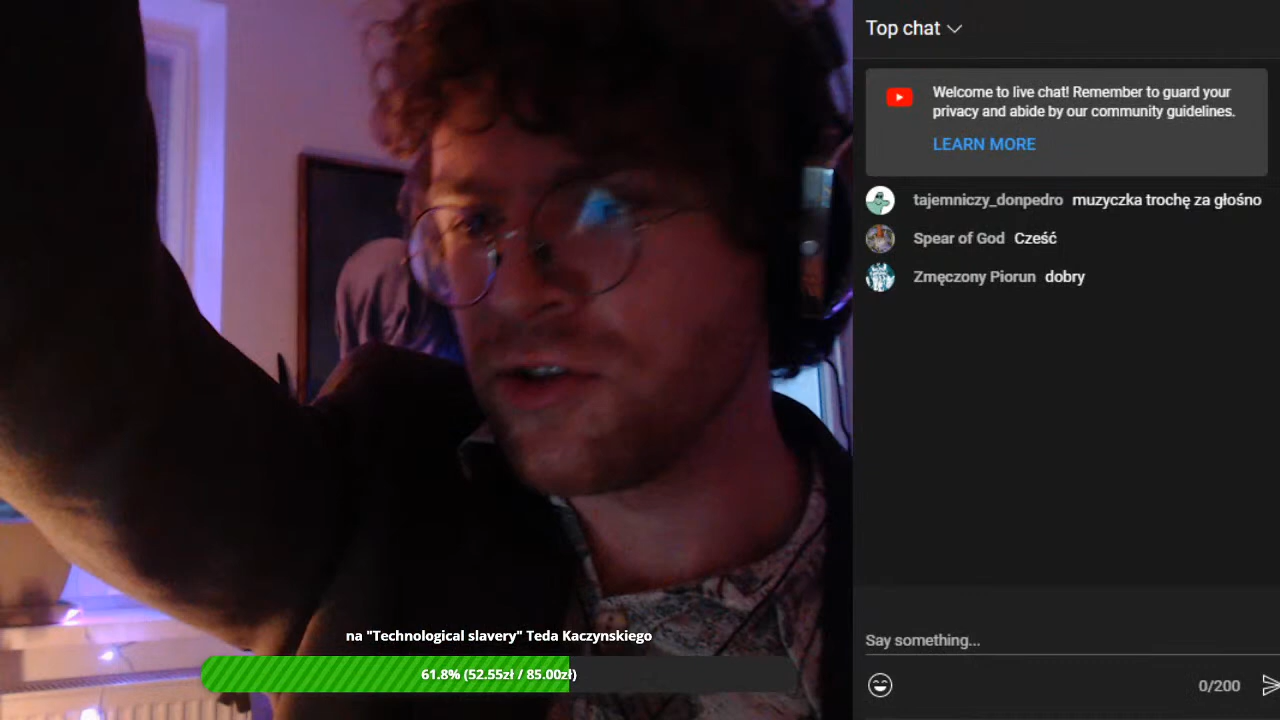 Top chat
Welcome to live chat! Remember to guard your
privacy and abide by our community guidelines.
LEARN MORE
tajemniczy_donpedro muzyczka trochę za głośno
Spear of God Cześć
Zmęczony Piorun dobry
na "Technological slavery" Teda Kaczynskiego
61.8% (52.55zł / 85.00zł)
Say something...
0/200